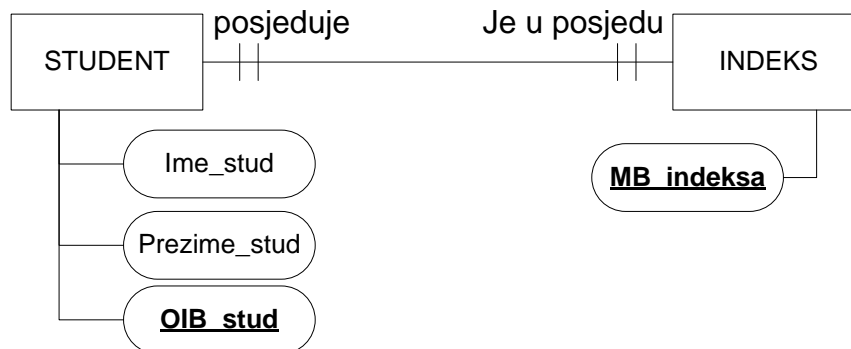 posjeduje
Je u posjedu
STUDENT
INDEKS
Ime_stud
MB_indeksa
Prezime_stud
OIB_stud